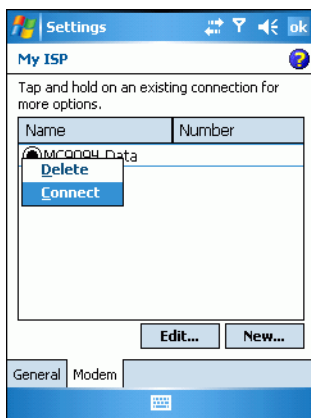 Settings
ok
My ISP
?
Tap and hold on an existing connection for
more options.
Name Number
MC9094 Data
Delete
Connect
Edit... New...
General Modem